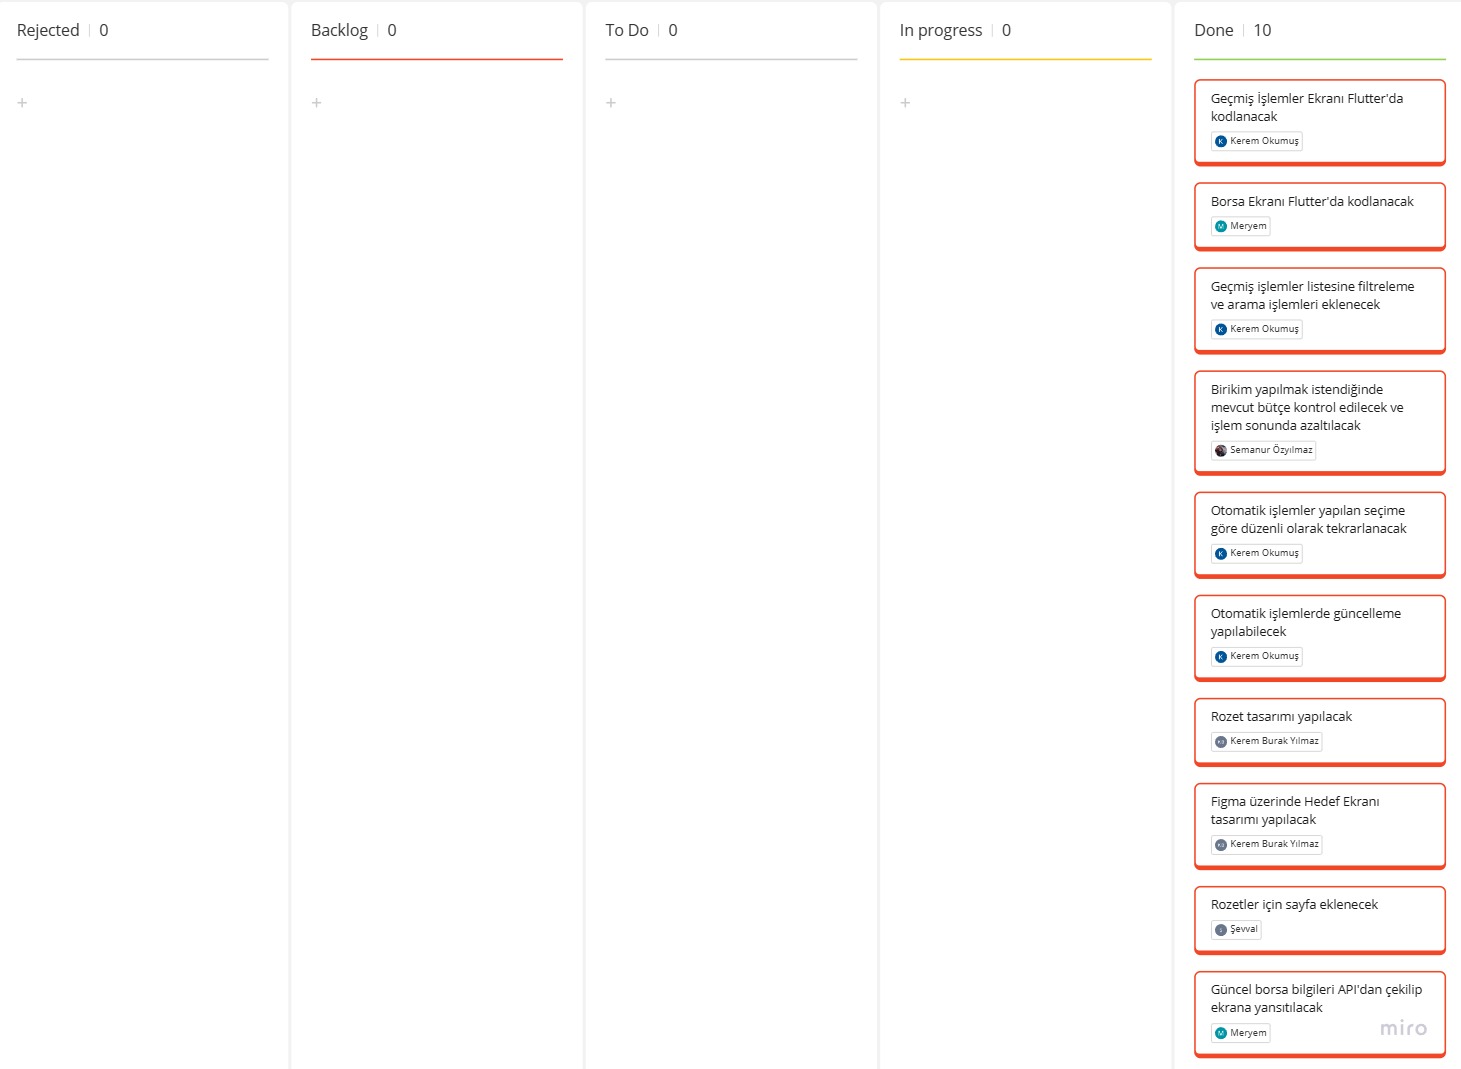 Rejected | 0
Backlog | 0
To Do | 0
In progress | 0
Done | 10
+
+
+
+
Geçmiş İşlemler Ekranı Flutter'da
kodlanacak
K Kerem Okumuş
Borsa Ekranı Flutter'da kodlanacak
M Meryem
Geçmiş işlemler listesine filtreleme
ve arama işlemleri eklenecek
K Kerem Okumuş
Birikim yapılmak istendiğinde
mevcut bütçe kontrol edilecek ve
işlem sonunda azaltılacak
Semanur Özyılmaz
Otomatik işlemler yapılan seçime
göre düzenli olarak tekrarlanacak
K Kerem Okumuş
Otomatik işlemlerde güncelleme
yapılabilecek
K Kerem Okumuş
Rozet tasarımı yapılacak
Kerem Burak Yılmaz
Figma üzerinde Hedef Ekranı
tasarımı yapılacak
Kerem Burak Yılmaz
Rozetler için sayfa eklenecek
Şevval
Güncel borsa bilgileri API'dan çekilip
ekrana yansıtılacak
M Meryem
miro